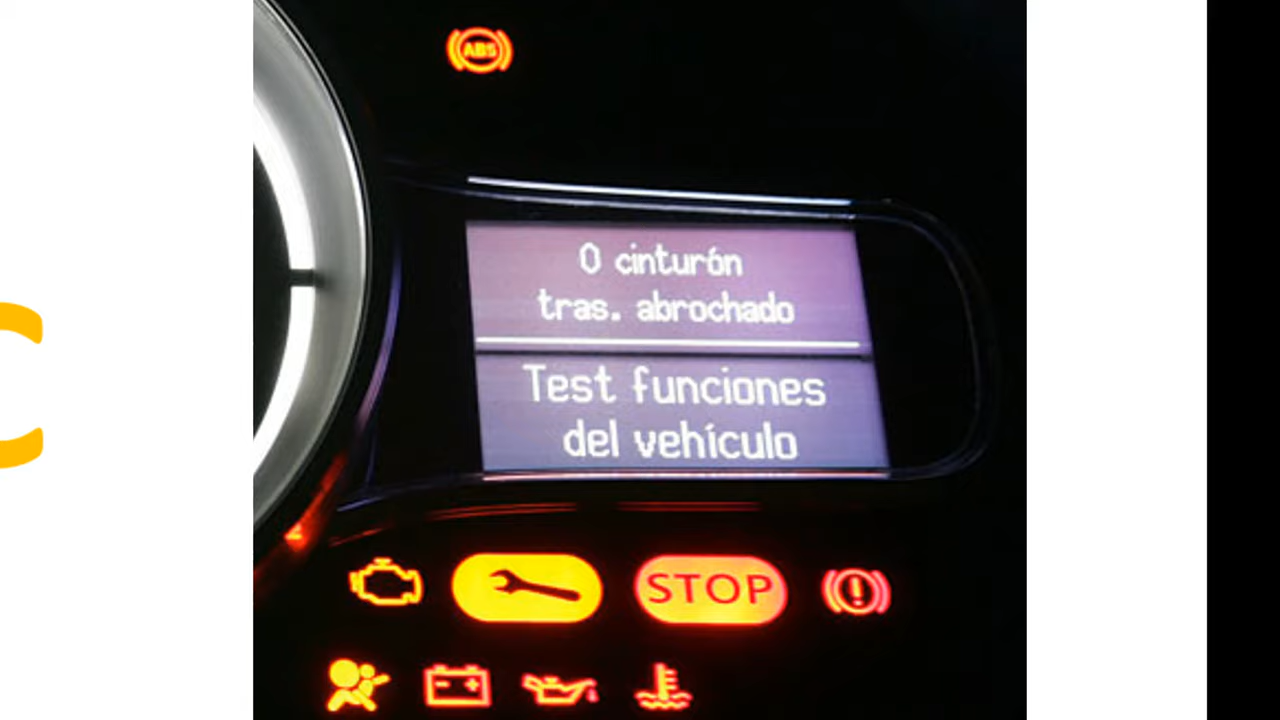 ABS
0 cinturón
tras. abrochado
Test funciones
del vehículo
STOP